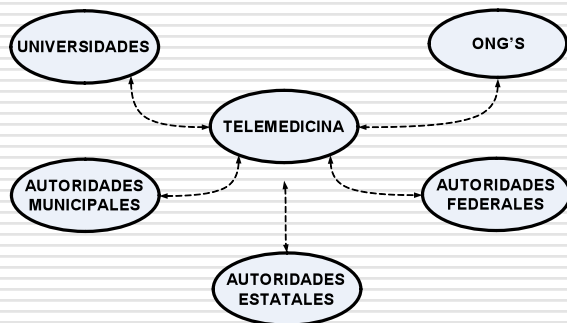 UNIVERSIDADES
ONG'S
TELEMEDICINA
AUTORIDADES
MUNICIPALES
AUTORIDADES
FEDERALES
AUTORIDADES
ESTATALES